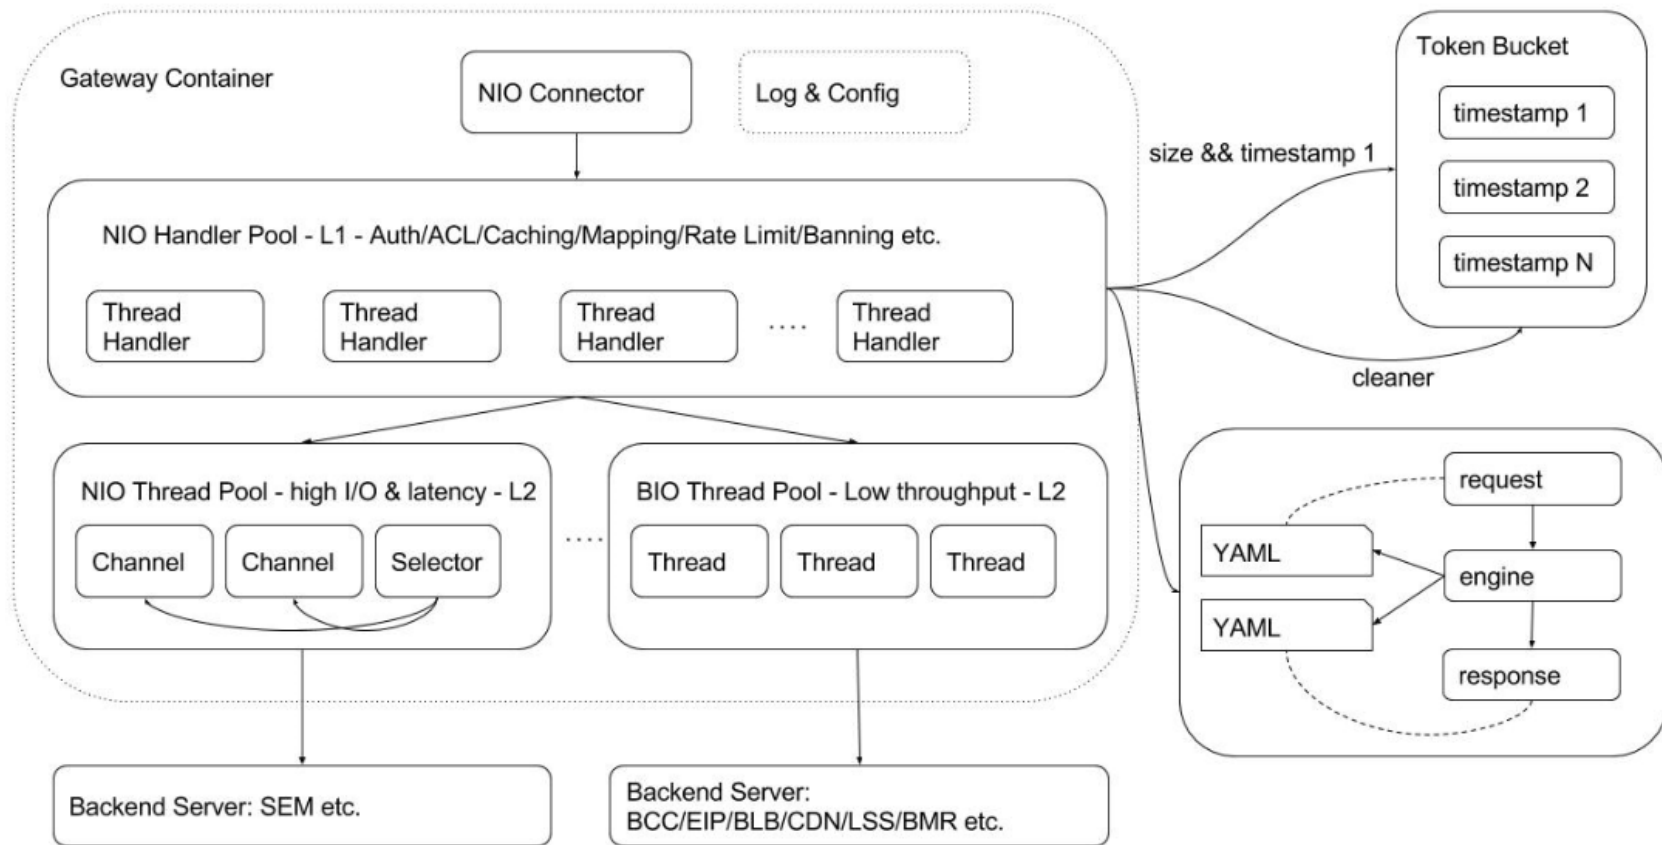 Gateway Container
NIO Connector
Log & Config
Token Bucket
timestamp 1
timestamp 2
timestamp N
size && timestamp 1
cleaner
NIO Handler Pool - L1 - Auth/ACL/Caching/Mapping/Rate Limit/Banning etc.
Thread
Handler
Thread
Handler
Thread
Handler
....
Thread
Handler
NIO Thread Pool - high I/O & latency - L2
Channel
Channel
Selector
....
BIO Thread Pool - Low throughput - L2
Thread
Thread
Thread
request
YAML
engine
YAML
response
Backend Server: SEM etc.
Backend Server:
BCC/EIP/BLB/CDN/LSS/BMR etc.